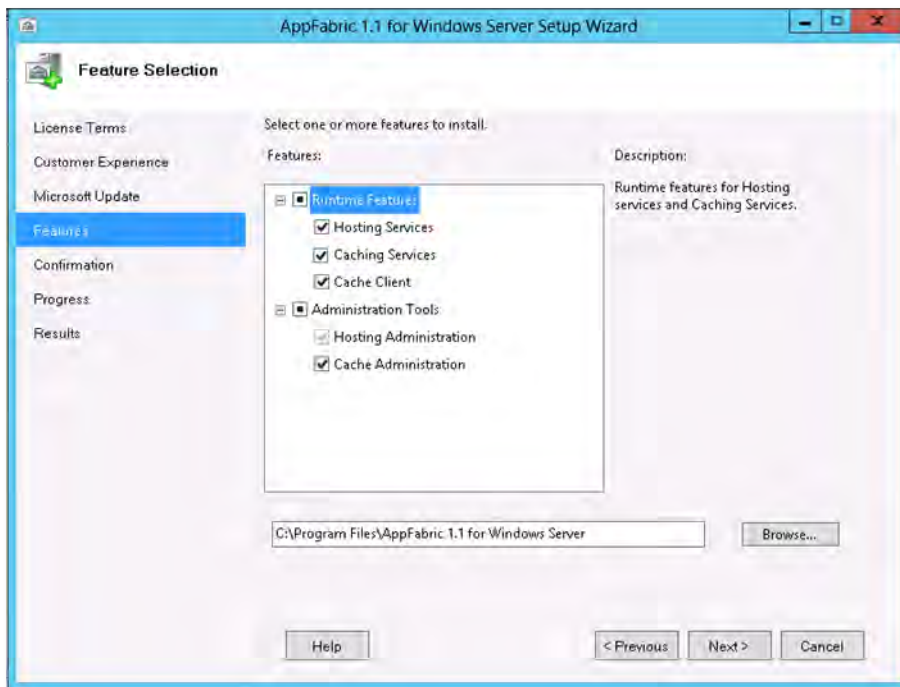 AppFabric 1.1 for Windows Server Setup Wizard
Feature Selection
License Terms
Customer Experience
Microsoft Update
Features
Confirmation
Progress
Results
Select one or more features to install.
Features:
Runtime Features
Hosting Services
Caching Services
Cache Client
Administration Tools
Hosting Administration
Cache Administration
Description:
Runtime features for Hosting
services and Caching Services.
C:\Program Files\AppFabric 1.1 for Windows Server
Browse...
Help
< Previous
Next >
Cancel